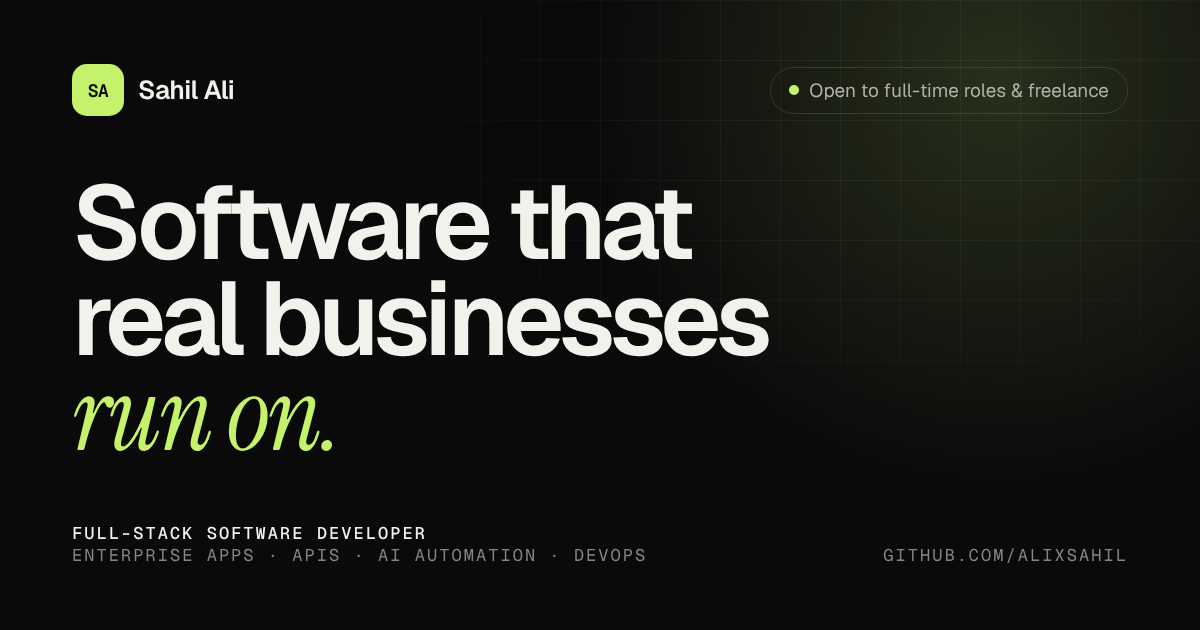 SA
Sahil Ali
Open to full-time roles & freelance
Software that
real businesses
run on.
FULL-STACK SOFTWARE DEVELOPER
ENTERPRISE APPS · APIS · AI AUTOMATION · DEVOPS
GITHUB.COM/ALIXSAHIL